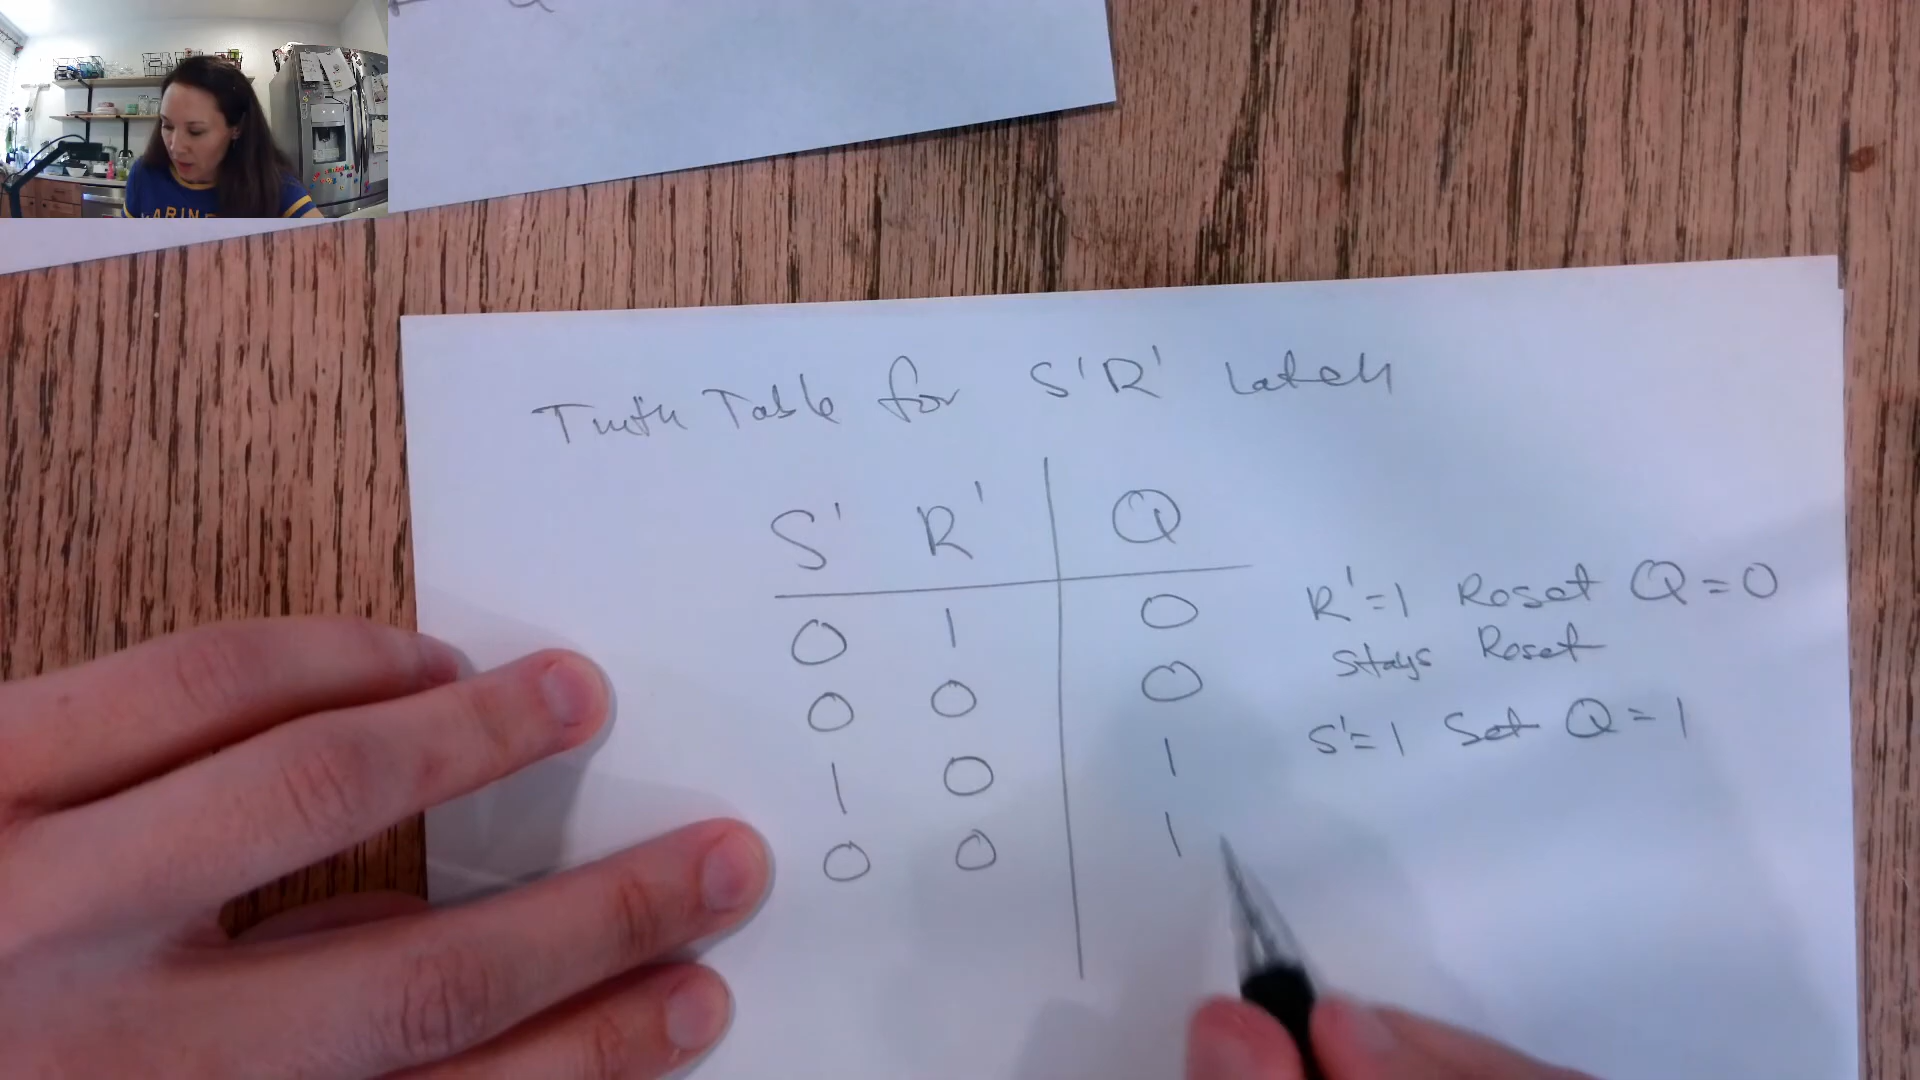 Truth Table for S'R' Latch
S' R' Q
0 1 0
0 0 0
1 0 1
0 0 1
R'=1 Reset Q=0
Stays Reset
S'=1 Set Q=1